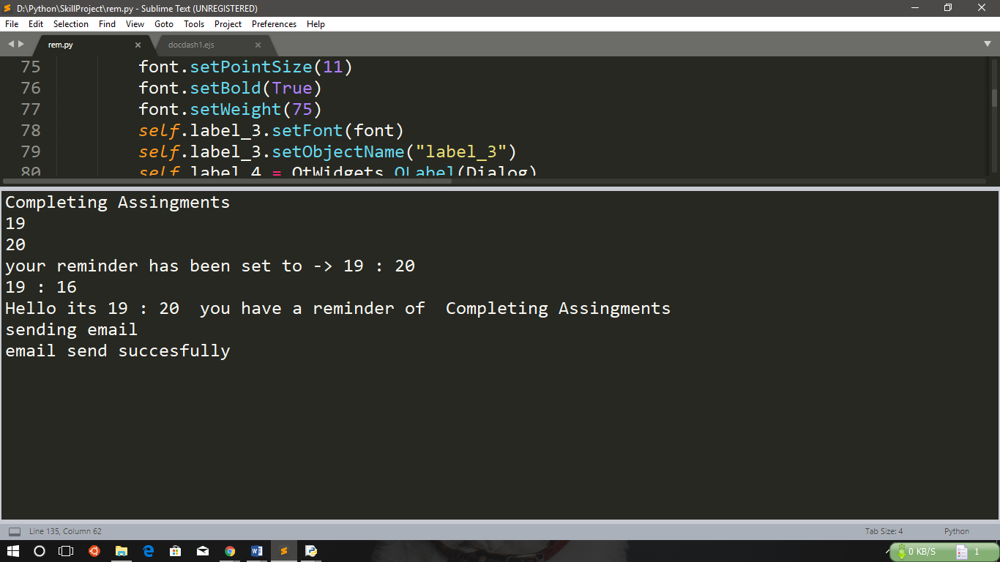 D:\Python\SkillProject\rem.py - Sublime Text (UNREGISTERED)
File Edit Selection Find View Goto Tools Project Preferences Help
rem.py docdash1.ejs
75 font.setPointSize(11)
76 font.setBold(True)
77 font.setWeight(75)
78 self.label_3.setFont(font)
79 self.label_3.setObjectName("label_3")
80 self.label_4 = QtWidgets.QLabel(Dialog)
Completing Assingments
19
20
your reminder has been set to -> 19 : 20
19 : 16
Hello its 19 : 20  you have a reminder of  Completing Assingments
sending email
email send succesfully
Line 135, Column 62 Tab Size: 4 Python
0 KB/S 1